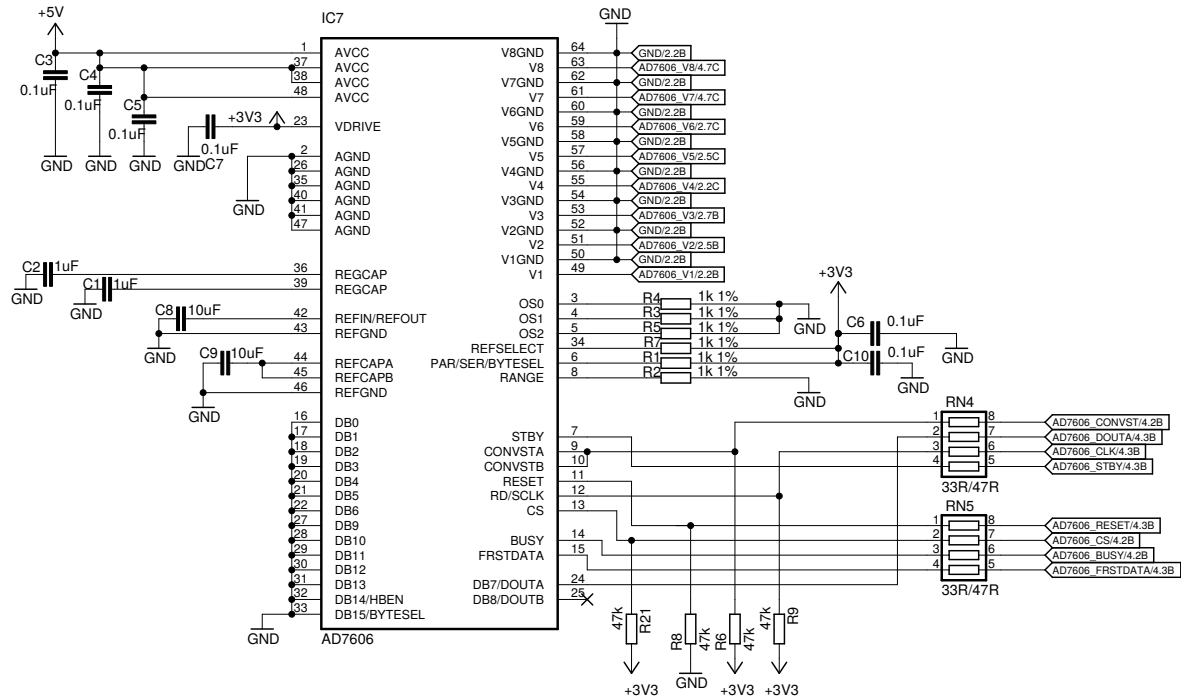 +5V
IC7
GND
C3
0.1uF
C4
0.1uF
C5
0.1uF
GND
GND
GND
GND
0.1uF
C7
+3V3
1 AVCC
37 AVCC
38 AVCC
48 AVCC
23 VDRIVE
2 AGND
26 AGND
35 AGND
40 AGND
41 AGND
47 AGND
GND
C2 1uF
GND
C1 1uF
GND
36 REGCAP
39 REGCAP
C8 10uF
GND
42 REFIN/REFOUT
43 REFGND
C9 10uF
GND
44 REFCAPA
45 REFCAPB
46 REFGND
16 DB0
17 DB1
18 DB2
19 DB3
20 DB4
21 DB5
22 DB6
27 DB9
28 DB10
29 DB11
30 DB12
31 DB13
32 DB14/HBEN
33 DB15/BYTESEL
GND
AD7606
V8GND 64 GND/2.2B
V8 63 AD7606_V8/4.7C
V7GND 62 GND/2.2B
V7 61 AD7606_V7/4.7C
V6GND 60 GND/2.2B
V6 59 AD7606_V6/2.7C
V5GND 58 GND/2.2B
V5 57 AD7606_V5/2.5C
V4GND 56 GND/2.2B
V4 55 AD7606_V4/2.2C
V3GND 54 GND/2.2B
V3 53 AD7606_V3/2.7B
V2GND 52 GND/2.2B
V2 51 AD7606_V2/2.5B
V1GND 50 GND/2.2B
V1 49 AD7606_V1/2.2B
OS0 3 R4 1k 1%
OS1 4 R3 1k 1%
OS2 5 R5 1k 1%
REFSELECT 34 R7 1k 1%
PAR/SER/BYTESEL 6 R1 1k 1%
RANGE 8 R2 1k 1%
GND
GND
+3V3
C6 0.1uF
GND
C10 0.1uF
GND
STBY 7
CONVSTA 9
CONVSTB 10
RESET 11
RD/SCLK 12
CS 13
BUSY 14
FRSTDATA 15
DB7/DOUTA 24
DB8/DOUTB 25
RN4
1 8 AD7606_CONVST/4.2B
2 7 AD7606_DOUTA/4.3B
3 6 AD7606_CLK/4.3B
4 5 AD7606_STBY/4.3B
33R/47R
RN5
1 8 AD7606_RESET/4.3B
2 7 AD7606_CS/4.2B
3 6 AD7606_BUSY/4.2B
4 5 AD7606_FRSTDATA/4.3B
33R/47R
47k R21
R8 47k
R6 47k
47k R9
+3V3
GND
+3V3
+3V3